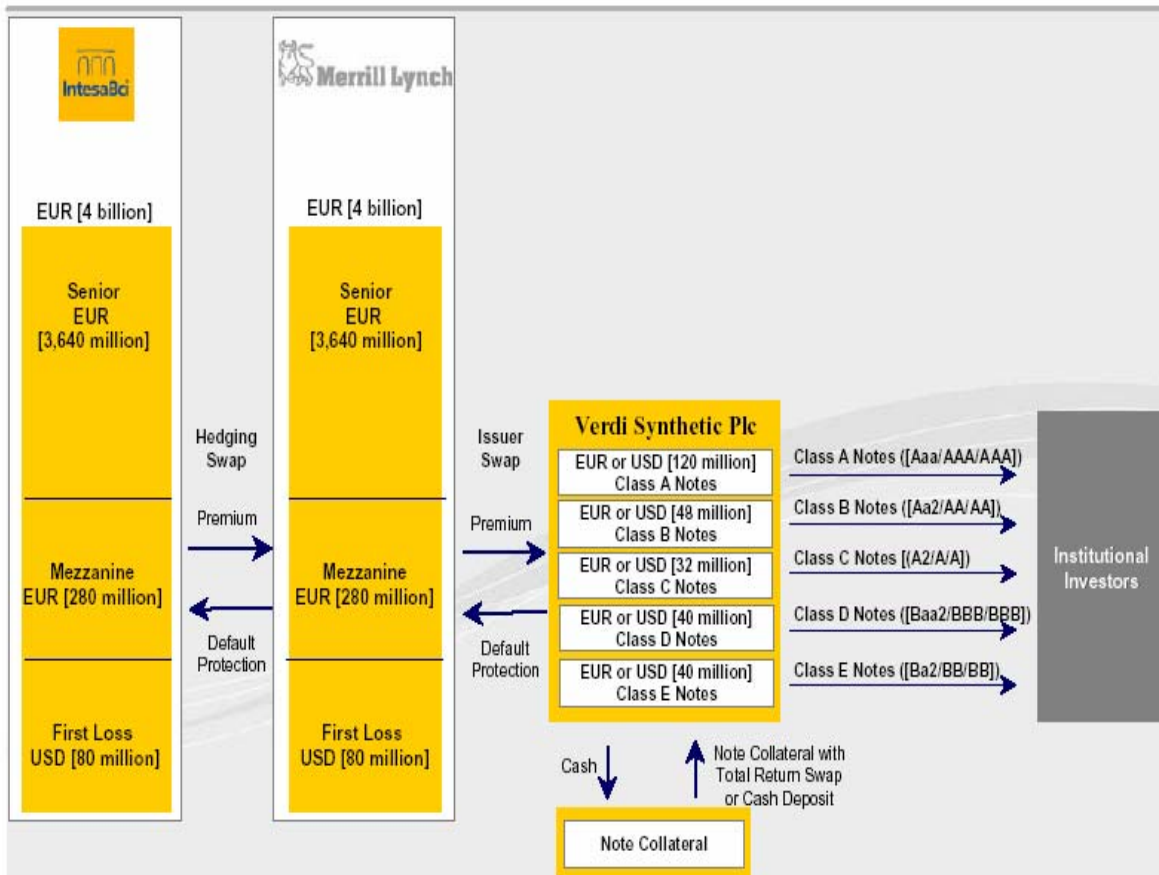 IntesaBci
EUR [4 billion]
Senior
EUR
[3,640 million]
Mezzanine
EUR [280 million]
First Loss
USD [80 million]
Hedging
Swap
Premium
Default
Protection
Merrill Lynch
EUR [4 billion]
Senior
EUR
[3,640 million]
Mezzanine
EUR [280 million]
First Loss
USD [80 million]
Issuer
Swap
Premium
Default
Protection
Verdi Synthetic Plc
EUR or USD [120 million]
Class A Notes
EUR or USD [48 million]
Class B Notes
EUR or USD [32 million]
Class C Notes
EUR or USD [40 million]
Class D Notes
EUR or USD [40 million]
Class E Notes
Class A Notes ([Aaa/AAA/AAA])
Class B Notes ([Aa2/AA/AA])
Class C Notes [(A2/A/A])
Class D Notes ([Baa2/BBB/BBB])
Class E Notes ([Ba2/BB/BB])
Institutional
Investors
Cash
Note Collateral with
Total Return Swap
or Cash Deposit
Note Collateral